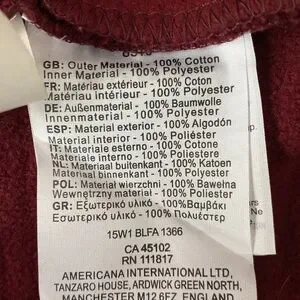 GB: Outer Material - 100% Cotton
Inner Material - 100% Polyester
FR: Matériau extérieur - 100% Coton
Matériau intérieur - 100% Polyester
DE: Außenmaterial - 100% Baumwolle
Innenmaterial - 100% Polyester
ESP: Material exterior - 100% Algodón
Material interior - 100% Poliéster
IT: Materiale esterno - 100% Cotone
Materiale interno - 100% Poliestere
NL: Materiaal buitenkant - 100% Katoen
Materiaal binnenkant - 100% Polyester
POL: Materiał wierzchni - 100% Bawełna
Wewnętrzny materiał - 100% Poliester
GR: Εξωτερικό υλικό - 100%Βαμβάκι
Εσωτερικό υλικό - 100% Πολυέστερ
15W1 BLFA 1366
CA 45102
RN 111817
AMERICANA INTERNATIONAL LTD,
TANZARO HOUSE, ARDWICK GREEN NORTH,
MANCHESTER M12 6FZ, ENGLAND